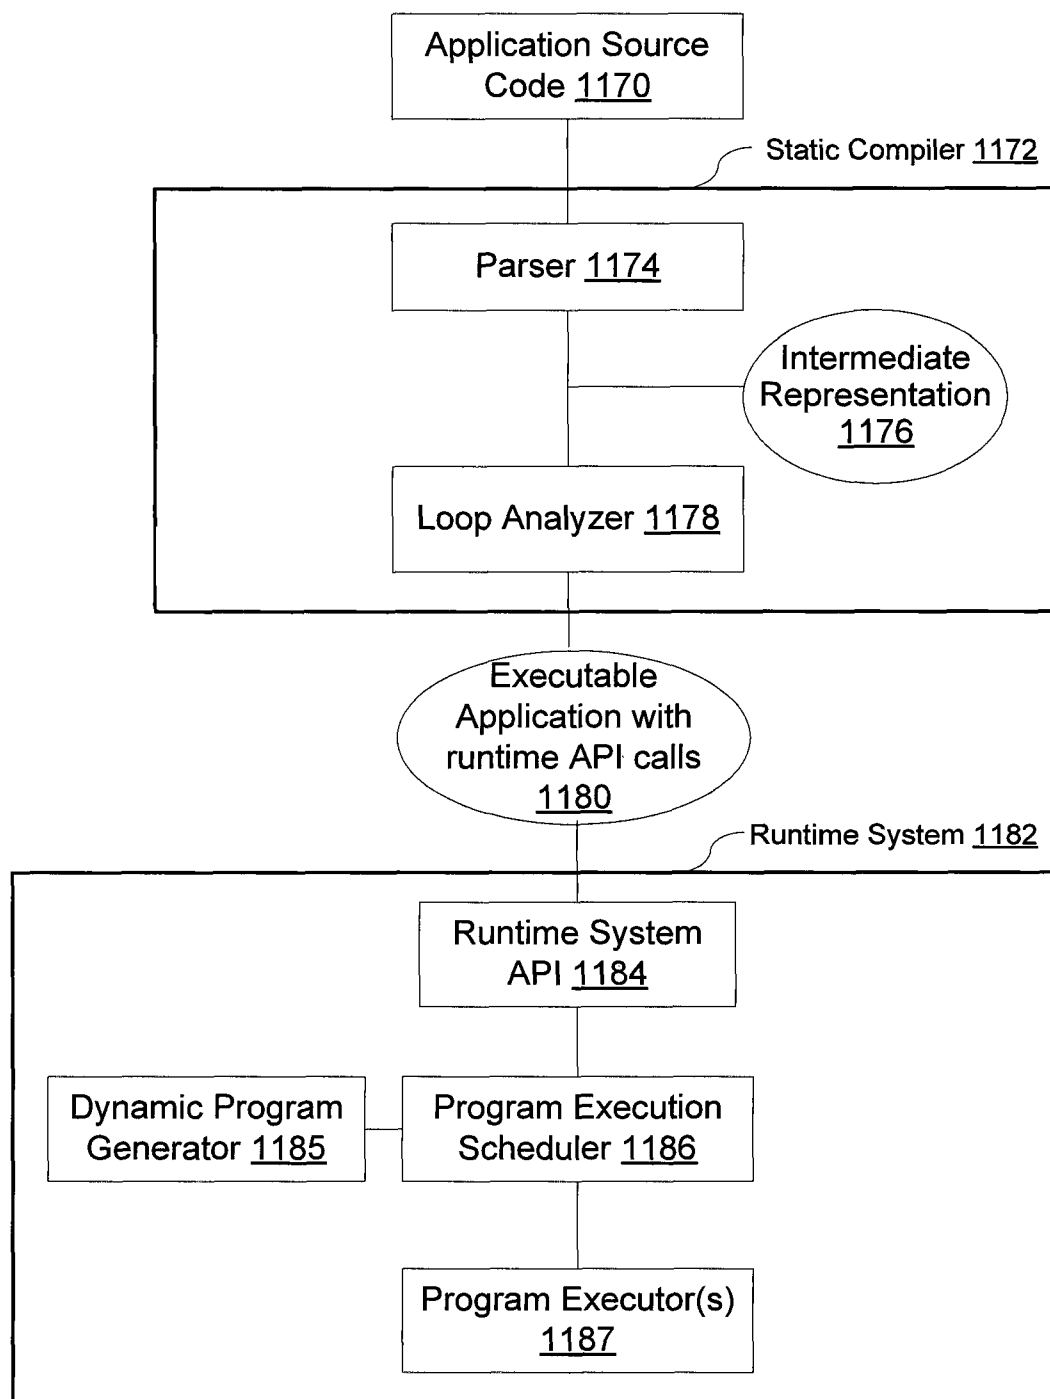 Application Source
Code 1170
Static Compiler 1172
Parser 1174
Intermediate
Representation
1176
Loop Analyzer 1178
Executable
Application with
runtime API calls
1180
Runtime System 1182
Runtime System
API 1184
Dynamic Program
Generator 1185
Program Execution
Scheduler 1186
Program Executor(s)
1187